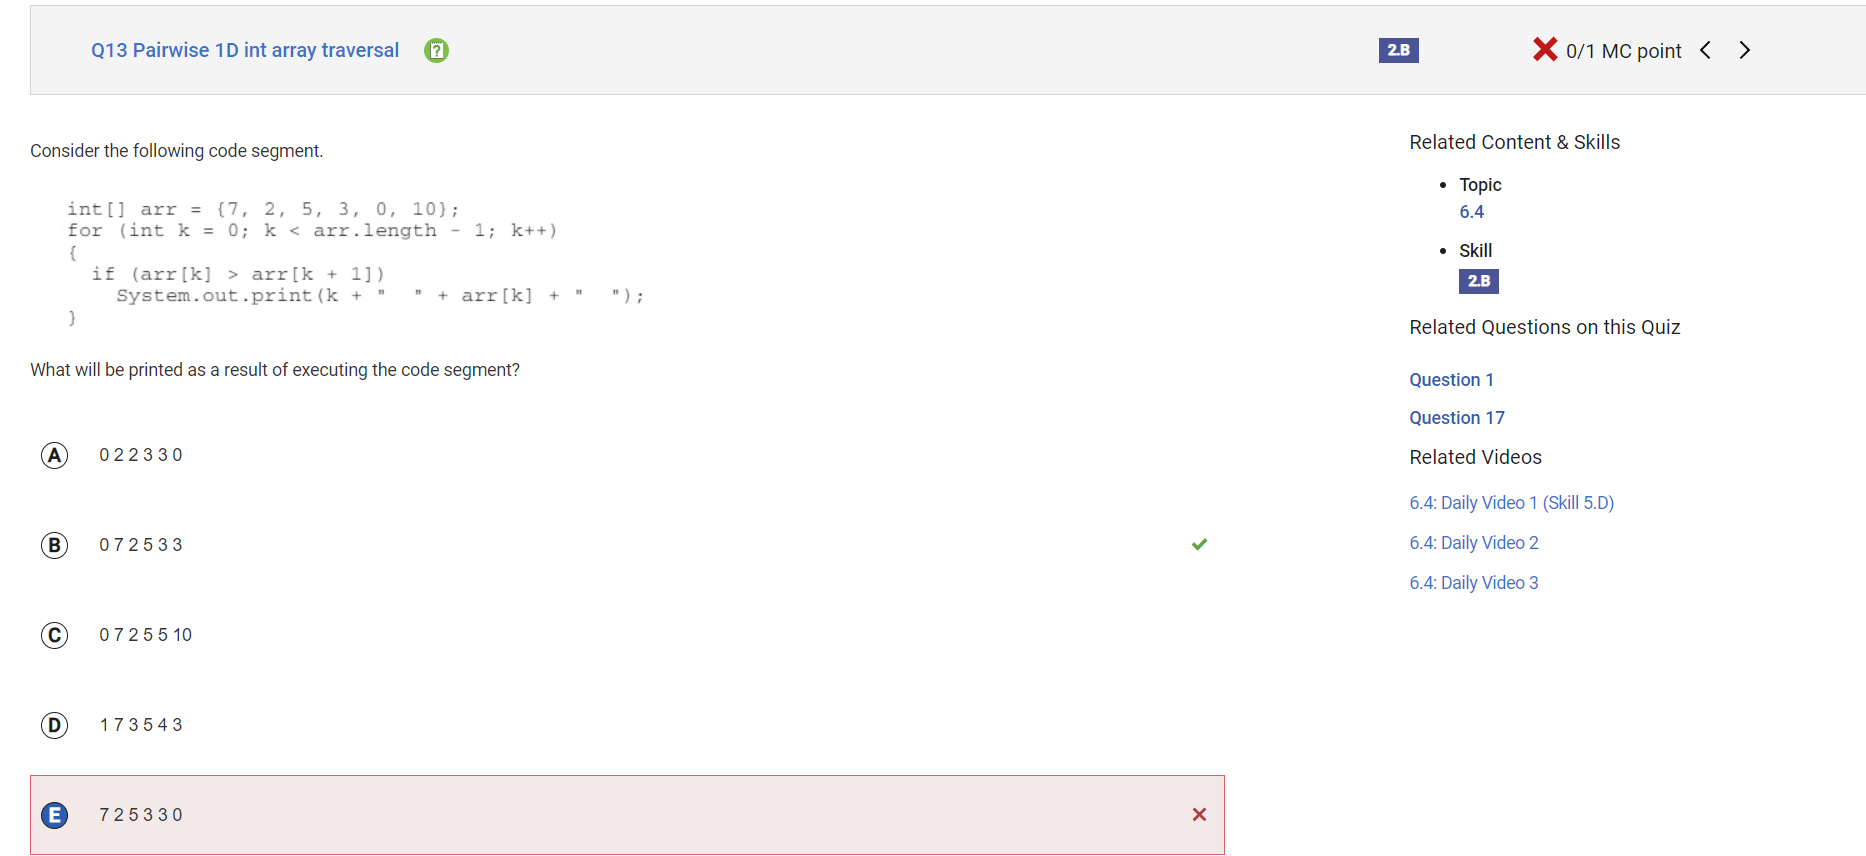 Q13 Pairwise 1D int array traversal
2.B
0/1 MC point
Consider the following code segment.
int[] arr = {7, 2, 5, 3, 0, 10};
for (int k = 0; k < arr.length - 1; k++)
{
if (arr[k] > arr[k + 1])
System.out.print(k + "  " + arr[k] + "  ");
}
What will be printed as a result of executing the code segment?
A 0 2 2 3 3 0
B 0 7 2 5 3 3
C 0 7 2 5 5 10
D 1 7 3 5 4 3
E 7 2 5 3 3 0
Related Content & Skills
• Topic
6.4
• Skill
2.B
Related Questions on this Quiz
Question 1
Question 17
Related Videos
6.4: Daily Video 1 (Skill 5.D)
6.4: Daily Video 2
6.4: Daily Video 3